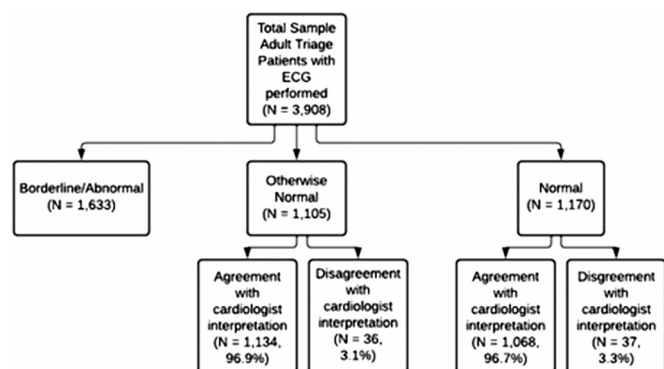 Total Sample
Adult Triage
Patients with
ECG
performed
(N = 3,908)
Borderline/Abnormal
(N = 1,633)
Otherwise
Normal
(N = 1,105)
Normal
(N = 1,170)
Agreement
with
cardiologist
interpretation
(N = 1,134,
96.9%)
Disagreement
with
cardiologist
interpretation
(N = 36,
3.1%)
Agreement
with
cardiologist
interpretation
(N = 1,068,
96.7%)
Disgreement
with
cardiologist
interpretation
(N = 37,
3.3%)